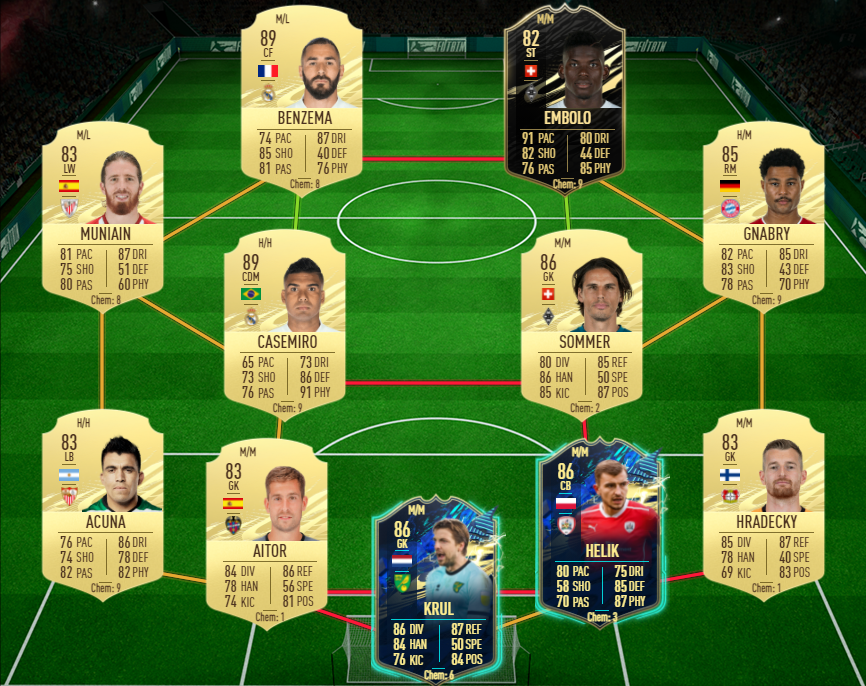 M/L
89
CF
BENZEMA
74 PAC 87 DRI
85 SHO 40 DEF
81 PAS 76 PHY
Chem: 8
M/M
82
ST
EMBOLO
91 PAC 80 DRI
82 SHO 44 DEF
76 PAS 85 PHY
Chem: 9
M/L
83
LW
MUNIAIN
81 PAC 87 DRI
75 SHO 51 DEF
80 PAS 60 PHY
Chem: 8
H/H
89
CDM
CASEMIRO
65 PAC 73 DRI
73 SHO 86 DEF
76 PAS 91 PHY
Chem: 9
M/M
86
GK
SOMMER
80 DIV 85 REF
86 HAN 50 SPE
85 KIC 87 POS
Chem: 2
H/M
85
RM
GNABRY
82 PAC 85 DRI
83 SHO 43 DEF
78 PAS 70 PHY
Chem: 9
H/H
83
LB
ACUNA
76 PAC 86 DRI
74 SHO 78 DEF
82 PAS 82 PHY
Chem: 9
M/M
83
GK
AITOR
84 DIV 86 REF
78 HAN 56 SPE
74 KIC 81 POS
Chem: 1
M/M
86
GK
KRUL
86 DIV 87 REF
84 HAN 50 SPE
76 KIC 84 POS
Chem: 6
M/M
86
CB
HELIK
80 PAC 75 DRI
58 SHO 85 DEF
70 PAS 87 PHY
Chem: 3
M/M
83
GK
HRADECKY
85 DIV 87 REF
78 HAN 40 SPE
69 KIC 83 POS
Chem: 1